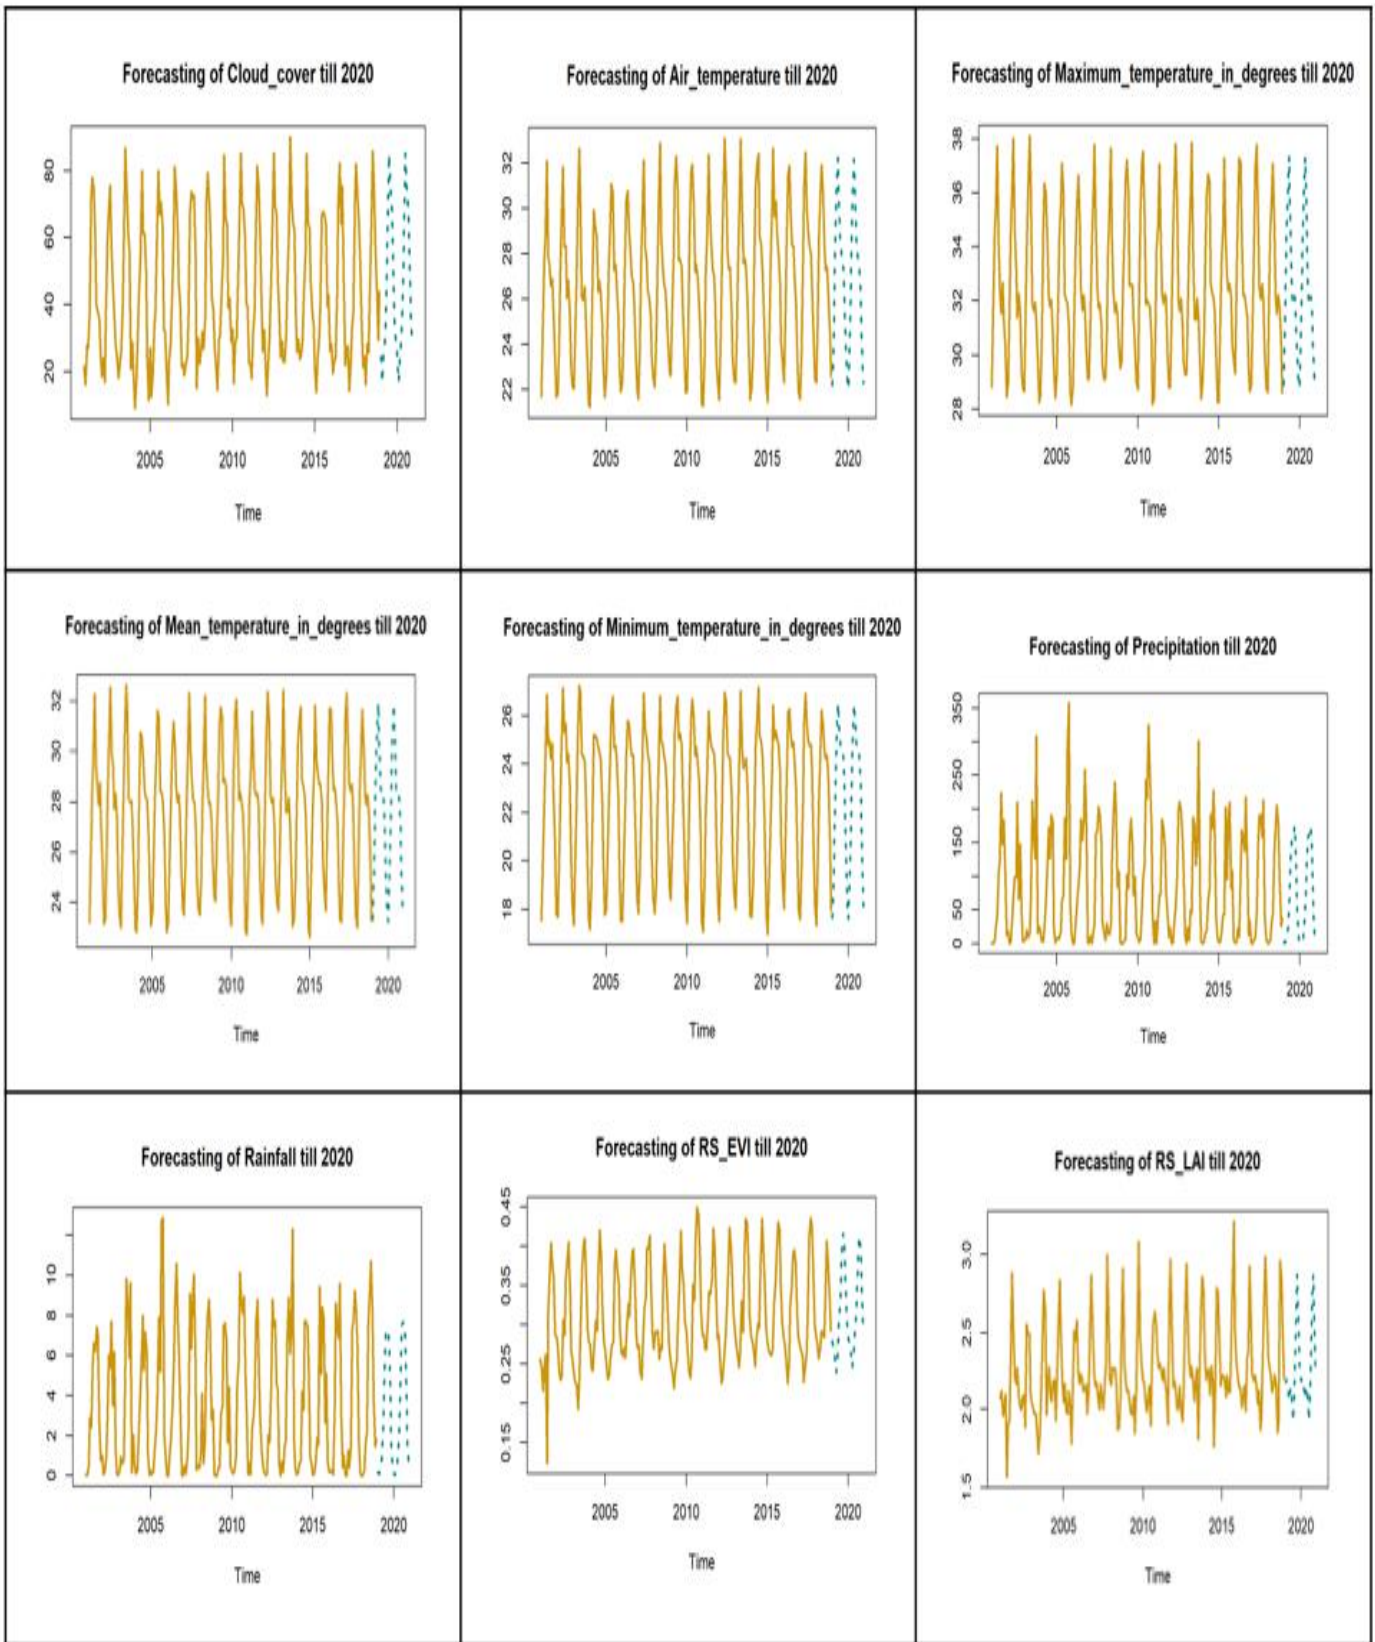 Forecasting of Cloud_cover till 2020
80
60
40
20
2005 2010 2015 2020
Time
Forecasting of Air_temperature till 2020
32
30
28
26
24
22
2005 2010 2015 2020
Time
Forecasting of Maximum_temperature_in_degrees till 2020
38
36
34
32
30
28
2005 2010 2015 2020
Time
Forecasting of Mean_temperature_in_degrees till 2020
32
30
28
26
24
2005 2010 2015 2020
Time
Forecasting of Minimum_temperature_in_degrees till 2020
26
24
22
20
18
2005 2010 2015 2020
Time
Forecasting of Precipitation till 2020
350
250
150
50
0
2005 2010 2015 2020
Time
Forecasting of Rainfall till 2020
10
8
6
4
2
0
2005 2010 2015 2020
Time
Forecasting of RS_EVI till 2020
0.45
0.35
0.25
0.15
2005 2010 2015 2020
Time
Forecasting of RS_LAI till 2020
3.0
2.5
2.0
1.5
2005 2010 2015 2020
Time